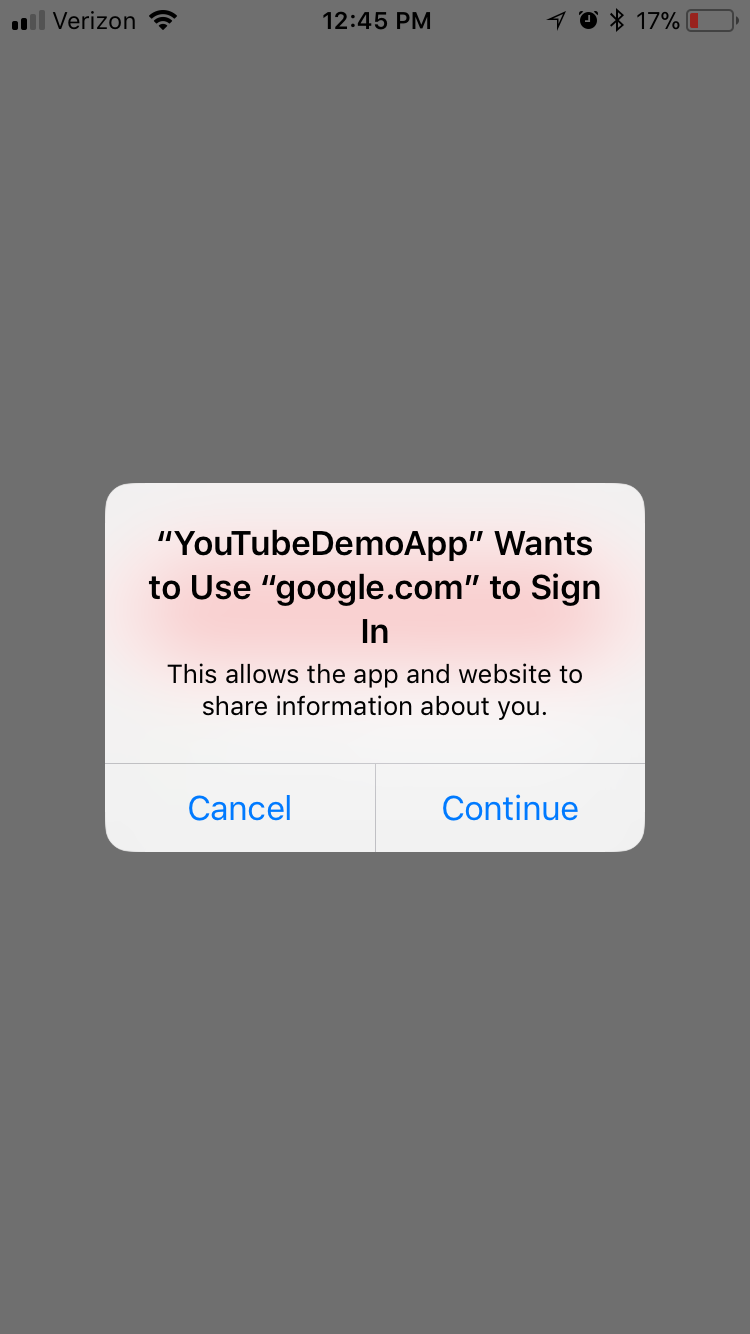 Verizon 12:45 PM 17%
“YouTubeDemoApp” Wants
to Use “google.com” to Sign
In
This allows the app and website to
share information about you.
Cancel Continue